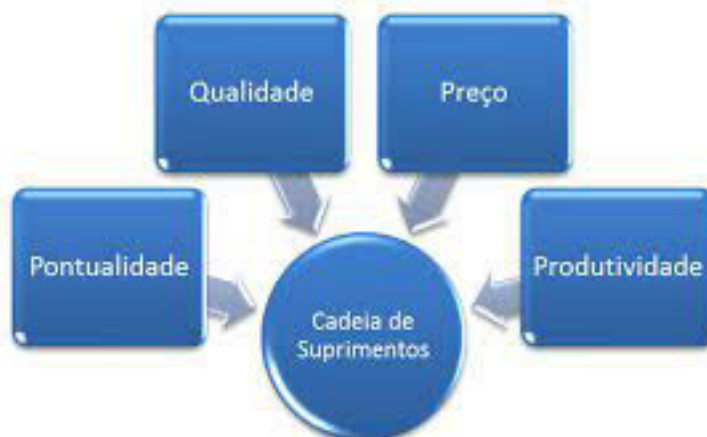 Qualidade
Preço
Pontualidade
Produtividade
Cadeia de
Suprimentos